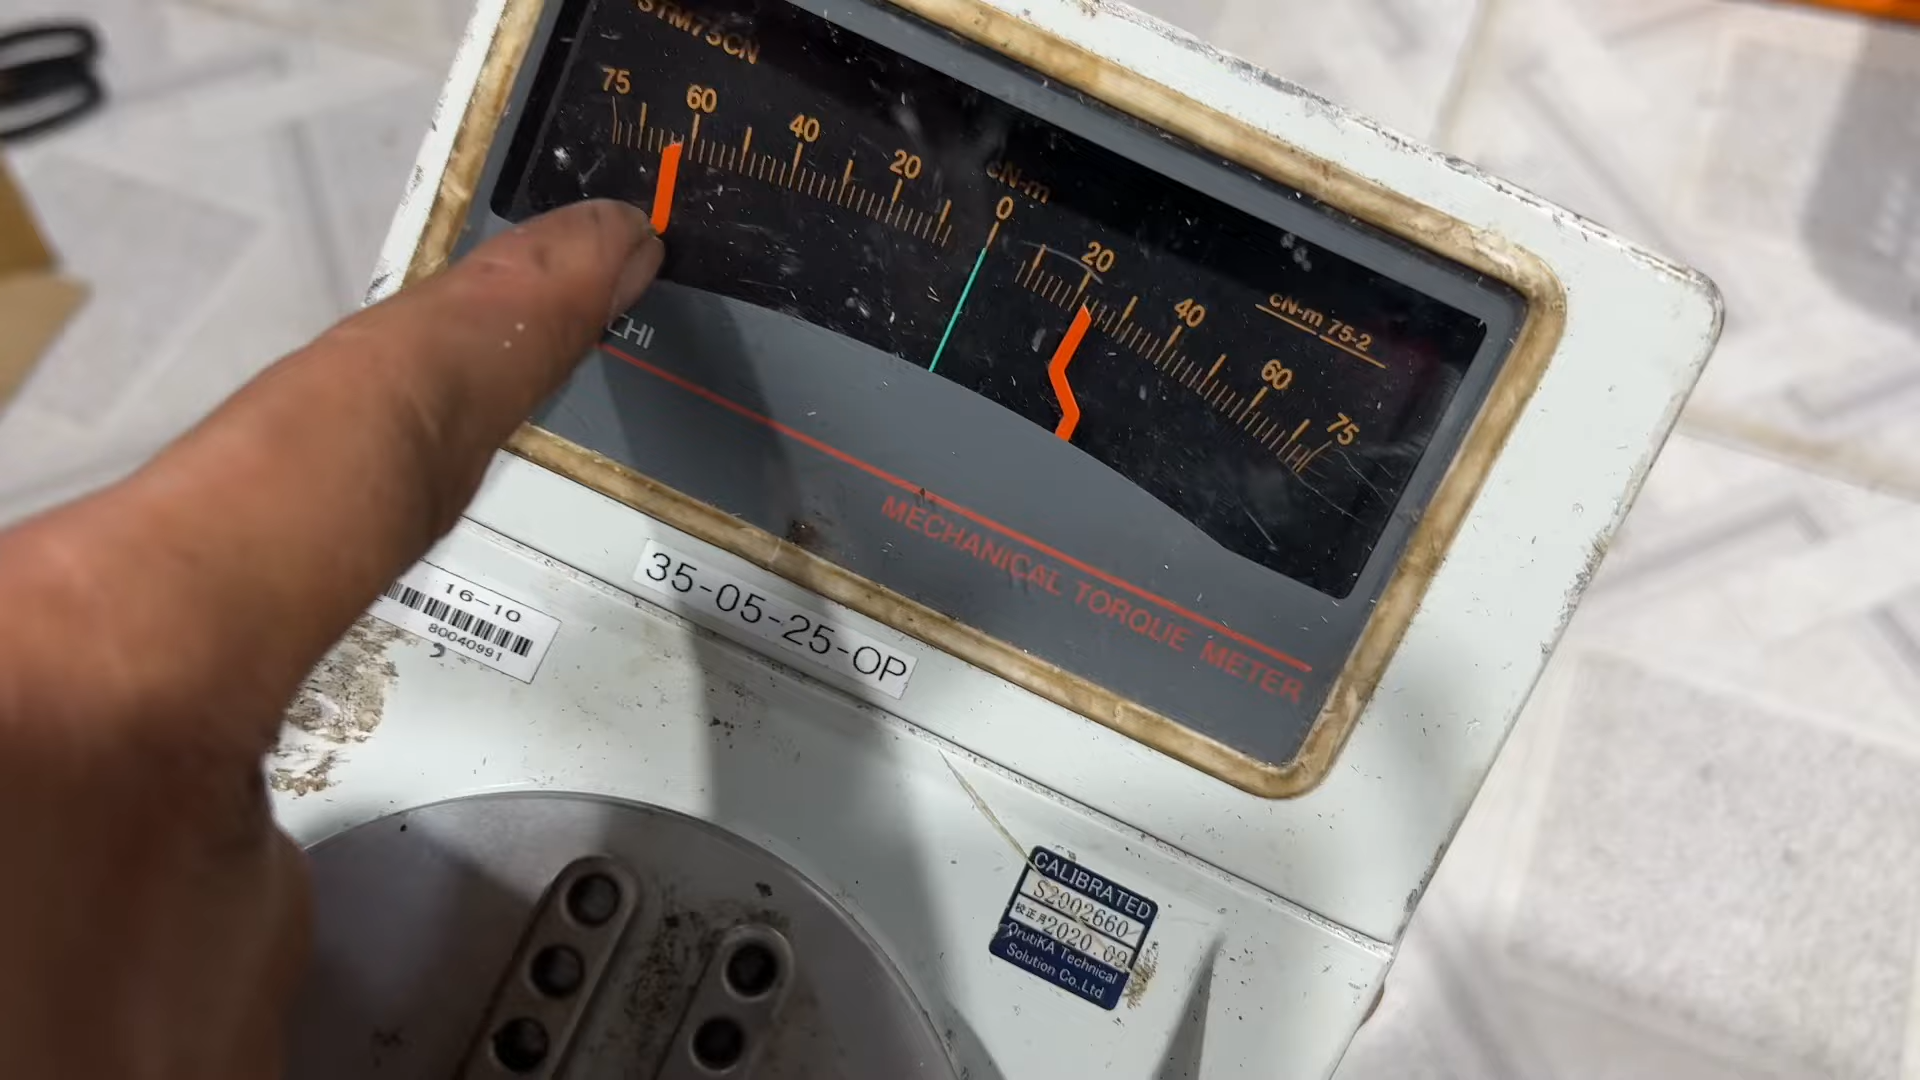 STM75CN
75 60 40 20 cN-m 0 20 40 60 75
cN-m 75-2
CHI
MECHANICAL TORQUE METER
35-05-25-OP
16-10
80040991
CALIBRATED
S2002660
校正月2020.09
OrutiKA Technical
Solution Co.,Ltd